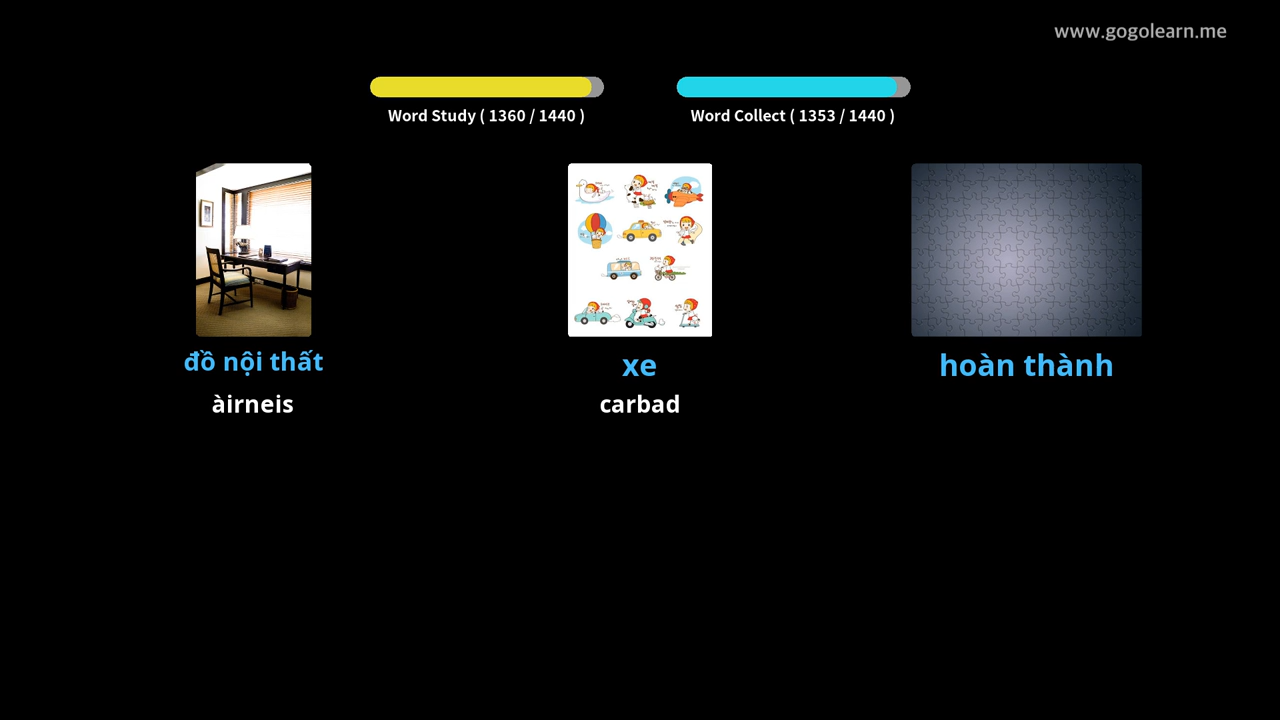 www.gogolearn.me
Word Study ( 1360 / 1440 )
Word Collect ( 1353 / 1440 )
đồ nội thất
xe
hoàn thành
àirneis
carbad